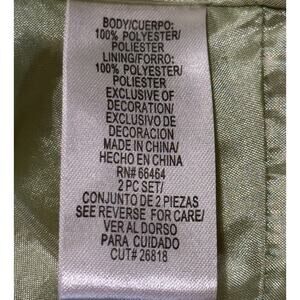 BODY/CUERPO:
100% POLYESTER/
POLIESTER
LINING/FORRO:
100% POLYESTER/
POLIESTER
EXCLUSIVE OF
DECORATION/
EXCLUSIVO DE
DECORACIÓN
MADE IN CHINA/
HECHO EN CHINA
RN# 66464
2 PC SET/
CONJUNTO DE 2 PIEZAS
SEE REVERSE FOR CARE/
VER AL DORSO
PARA CUIDADO
CUT# 26818